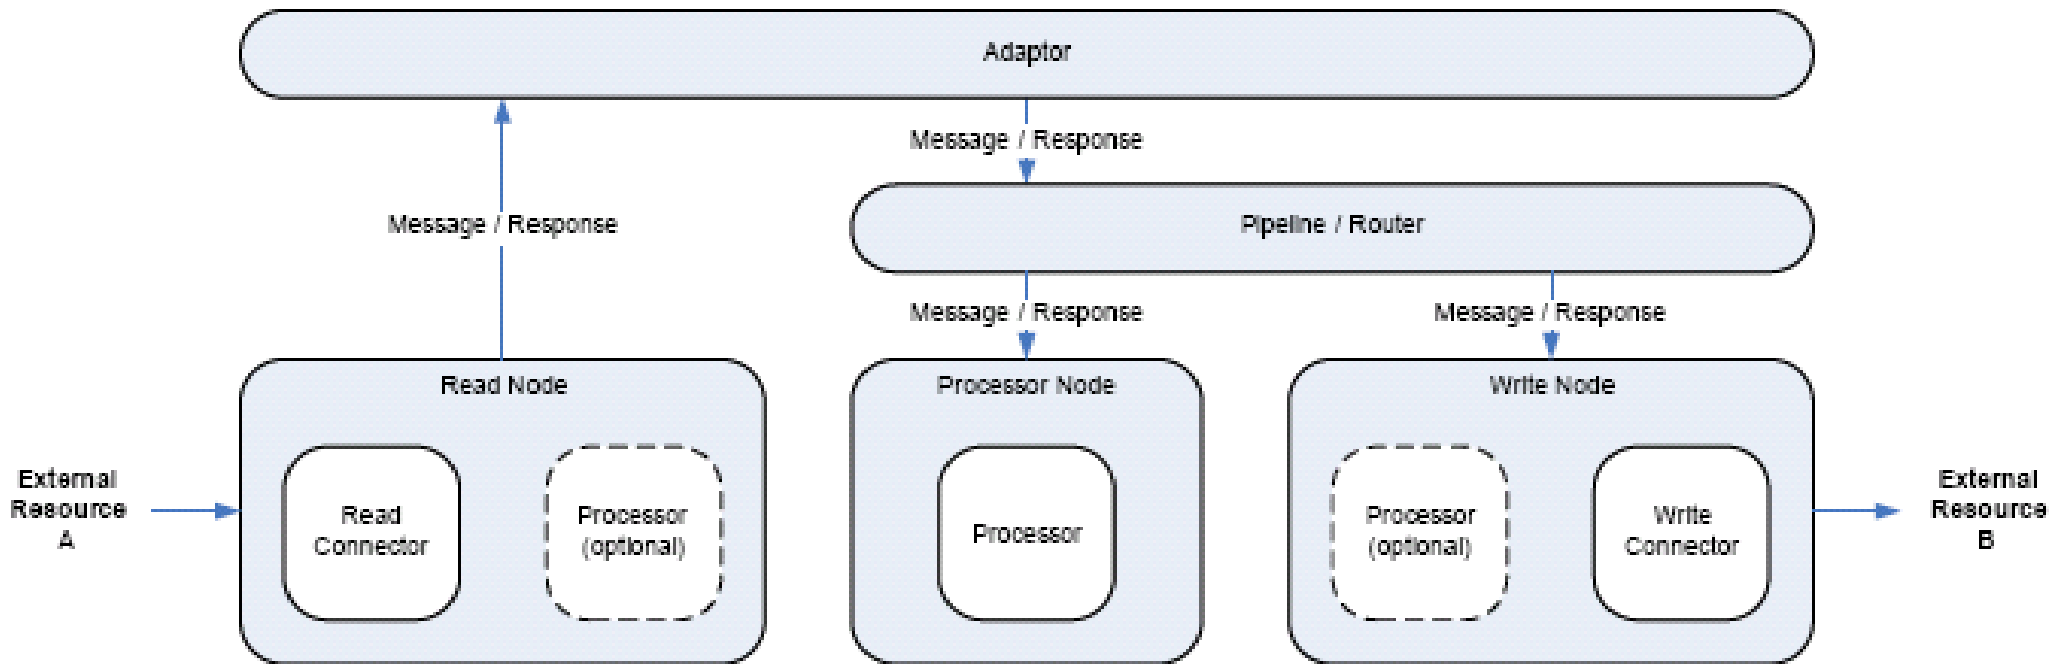 Adaptor
Message / Response
Message / Response
Pipeline / Router
Message / Response
Message / Response
Read Node
Processor Node
Write Node
External
Resource
A
Read
Connector
Processor
(optional)
Processor
Processor
(optional)
Write
Connector
External
Resource
B